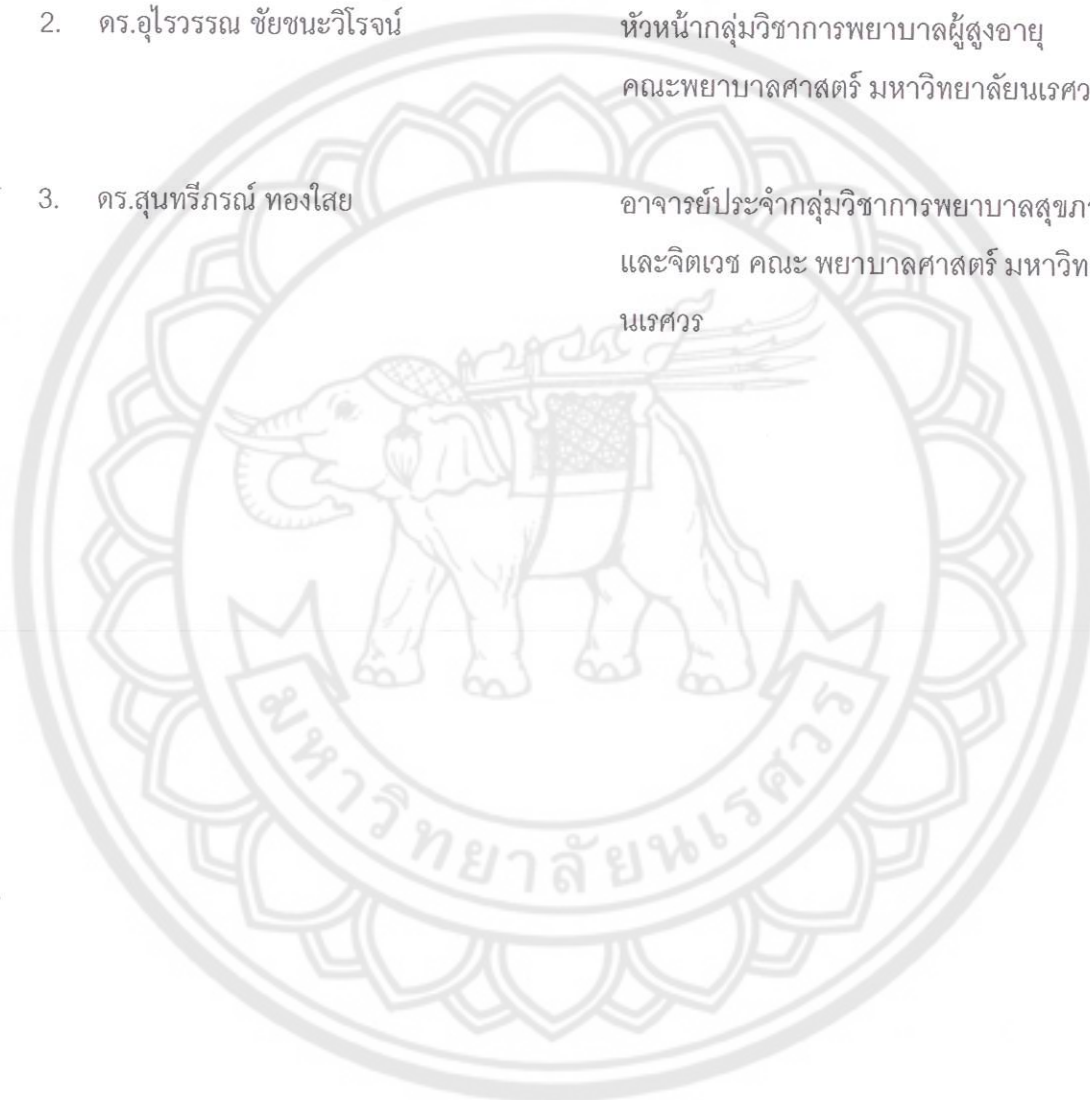 2. ดร.อุไรวรรณ ชัยชนะวิโรจน์ หัวหน้ากลุ่มวิชาการพยาบาลผู้สูงอายุ
คณะพยาบาลศาสตร์ มหาวิทยาลัยนเรศว
3. ดร.สุนทรีภรณ์ ทองไสย อาจารย์ประจำกลุ่มวิชาการพยาบาลสุขภา
และจิตเวช คณะ พยาบาลศาสตร์ มหาวิท
นเรศวร
มหาวิทยาลัยนเรศวร